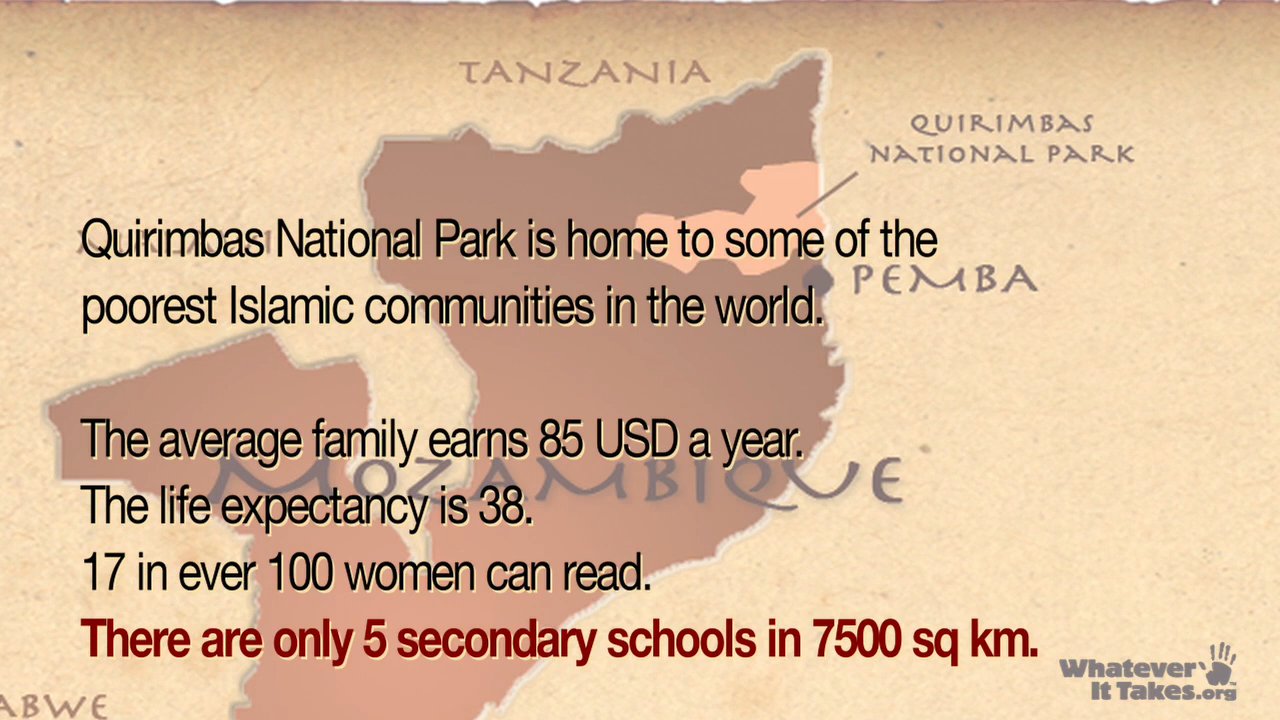 TANZANIA
QUIRIMBAS
NATIONAL PARK
Quirimbas National Park is home to some of the
PEMBA
poorest Islamic communities in the world.
The average family earns 85 USD a year.
MOZAMBIQUE
The life expectancy is 38.
17 in ever 100 women can read.
There are only 5 secondary schools in 7500 sq km.
Whatever
It Takes.org
ABWE